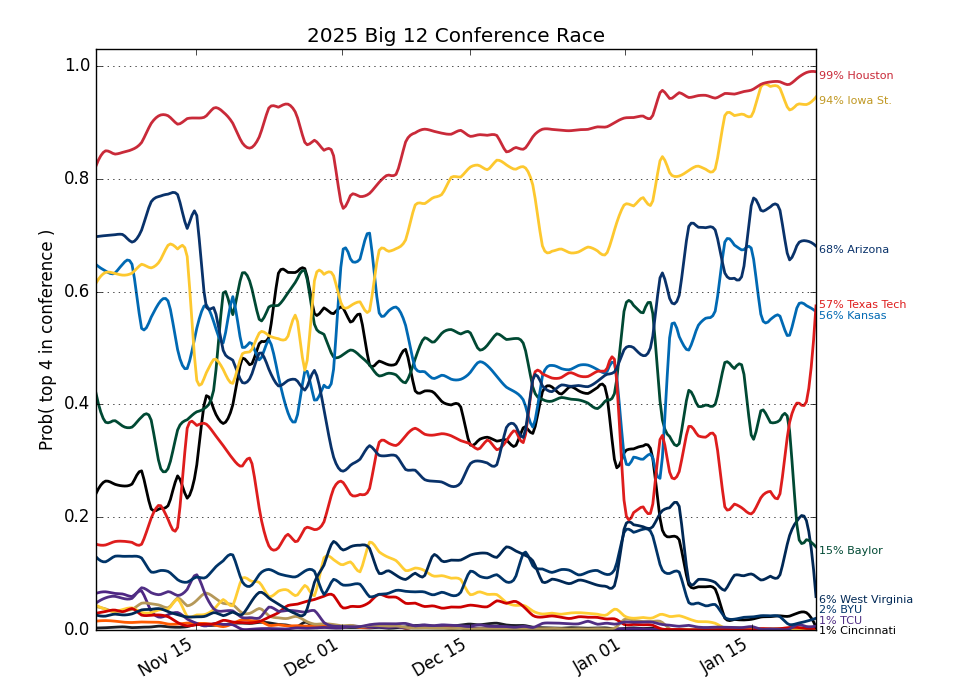 2025 Big 12 Conference Race
Prob( top 4 in conference )
1.0
0.8
0.6
0.4
0.2
0.0
Nov 15
Dec 01
Dec 15
Jan 01
Jan 15
99% Houston
94% Iowa St.
68% Arizona
57% Texas Tech
56% Kansas
15% Baylor
6% West Virginia
2% BYU
1% TCU
1% Cincinnati